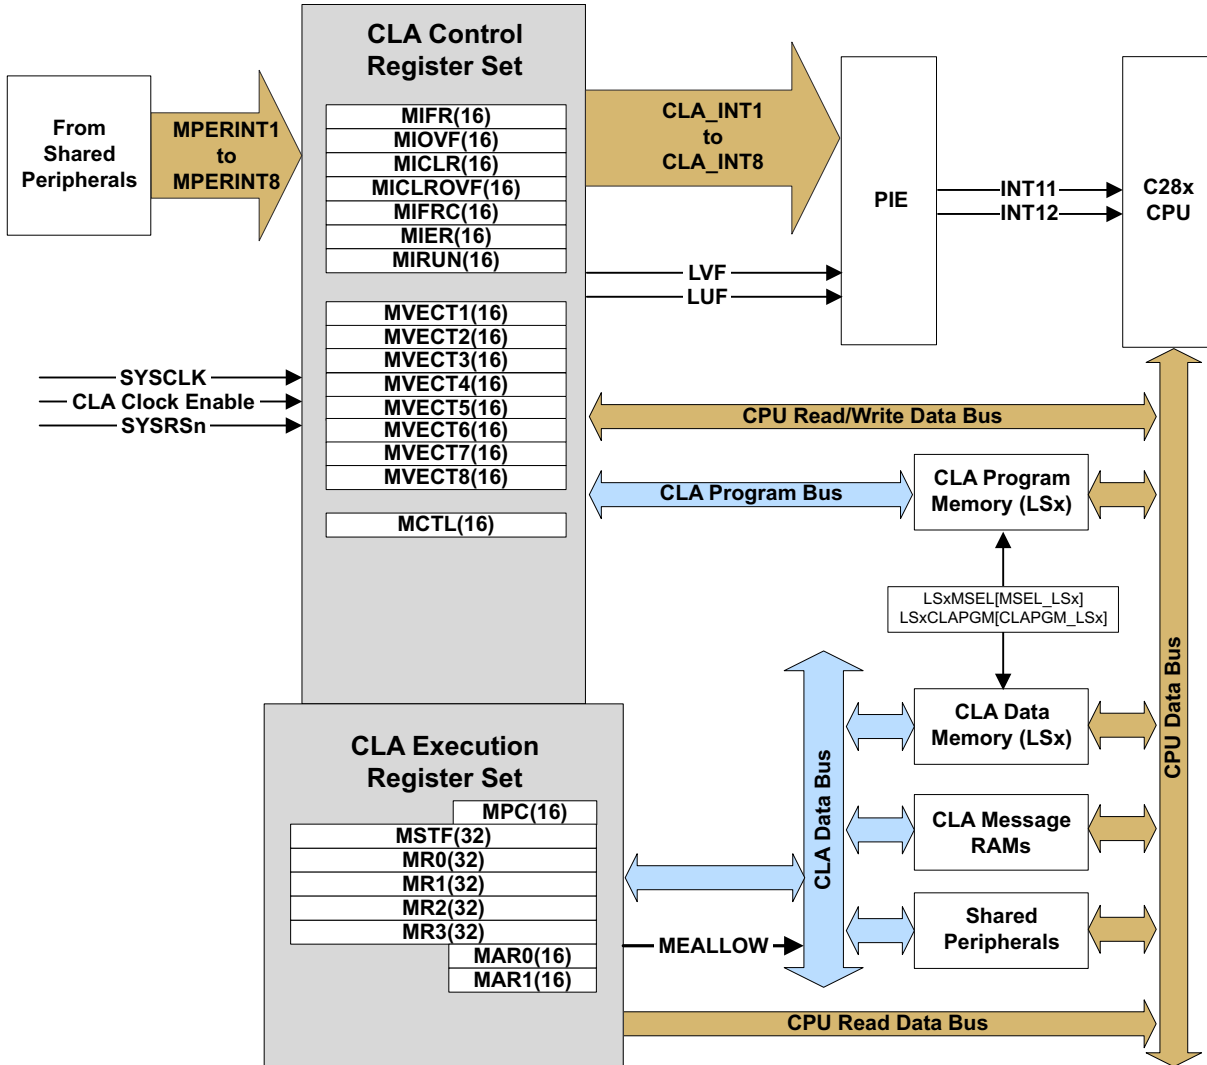 CLA Control
Register Set
From
Shared
Peripherals
MPERINT1
to
MPERINT8
MIFR(16)
MIOVF(16)
MICLR(16)
MICLROVF(16)
MIFRC(16)
MIER(16)
MIRUN(16)
CLA_INT1
to
CLA_INT8
PIE
INT11
INT12
C28x
CPU
LVF
LUF
MVECT1(16)
MVECT2(16)
MVECT3(16)
MVECT4(16)
MVECT5(16)
MVECT6(16)
MVECT7(16)
MVECT8(16)
SYSCLK
CLA Clock Enable
SYSRSn
CPU Read/Write Data Bus
CLA Program Bus
CLA Program
Memory (LSx)
MCTL(16)
LSxMSEL[MSEL_LSx]
LSxCLAPGM[CLAPGM_LSx]
CPU Data Bus
CLA Data Bus
CLA Data
Memory (LSx)
CLA Message
RAMs
Shared
Peripherals
CLA Execution
Register Set
MPC(16)
MSTF(32)
MR0(32)
MR1(32)
MR2(32)
MR3(32)
MAR0(16)
MAR1(16)
MEALLOW
CPU Read Data Bus